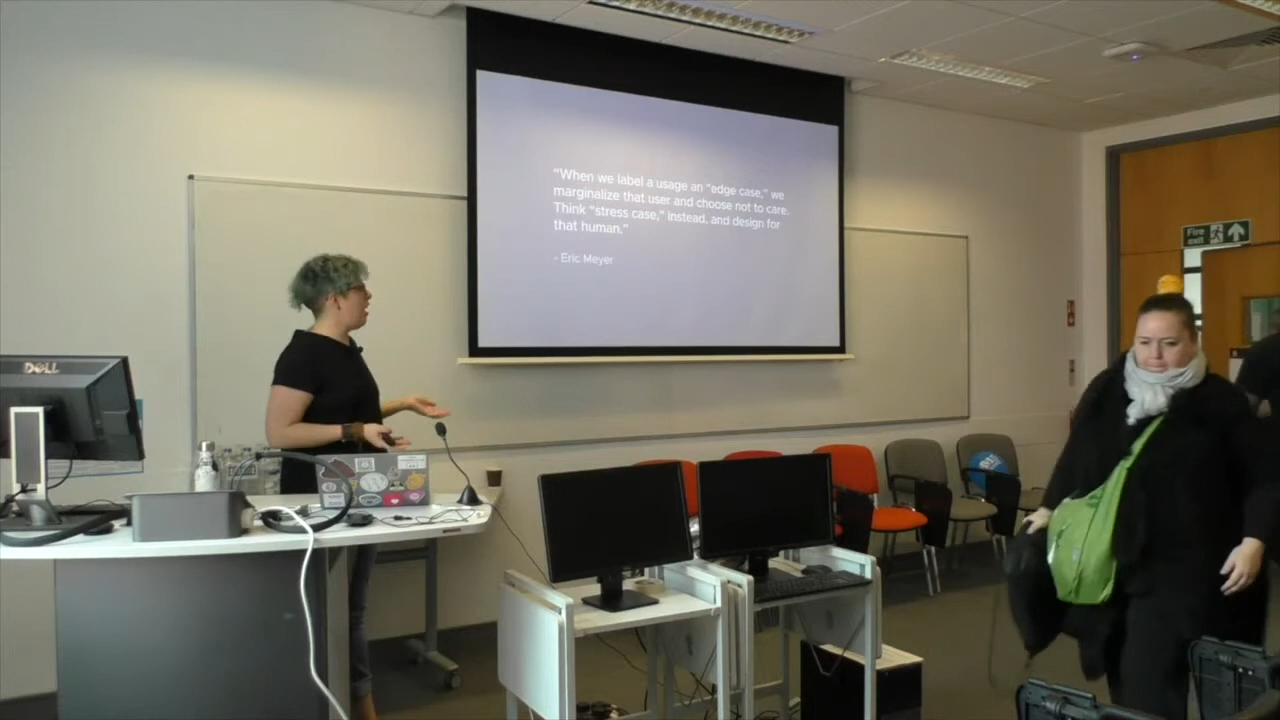 "When we label a usage an "edge case," we
marginalize that user and choose not to care.
Think "stress case," instead, and design for
that human."
- Eric Meyer
Fire
exit
DELL